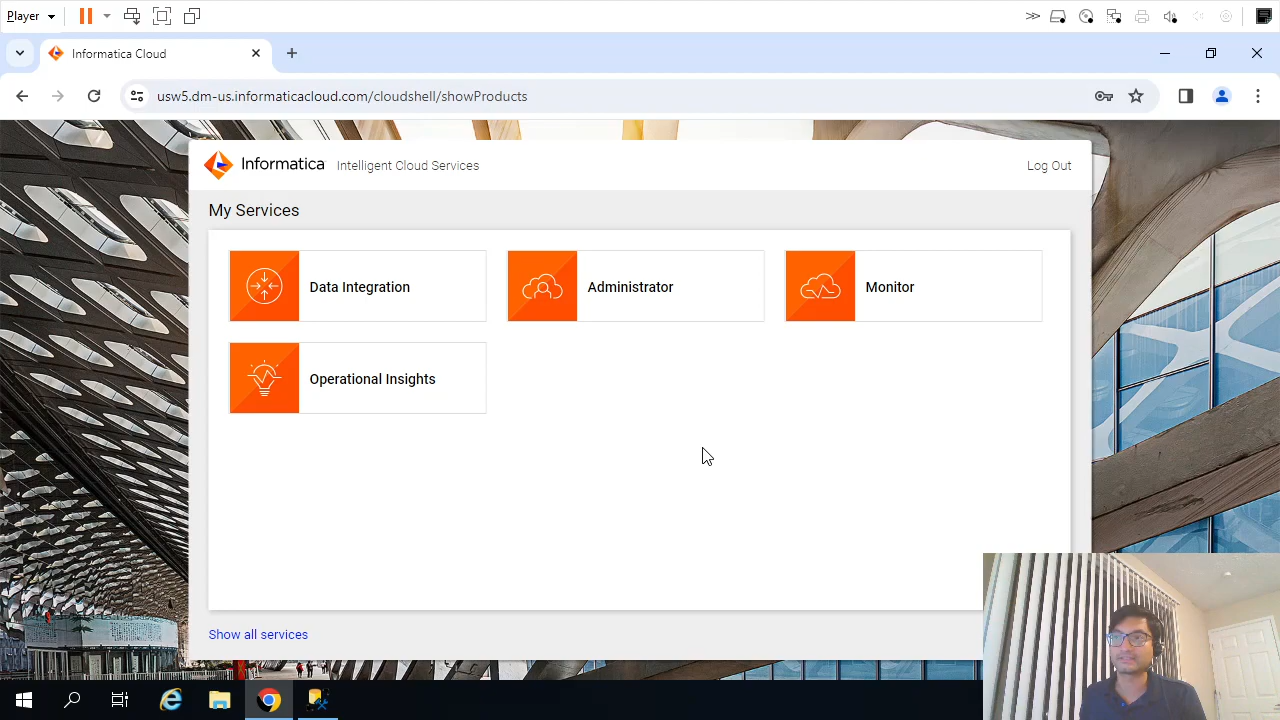 Player
Informatica Cloud
usw5.dm-us.informaticacloud.com/cloudshell/showProducts
Informatica Intelligent Cloud Services
Log Out
My Services
Data Integration
Administrator
Monitor
Operational Insights
Show all services